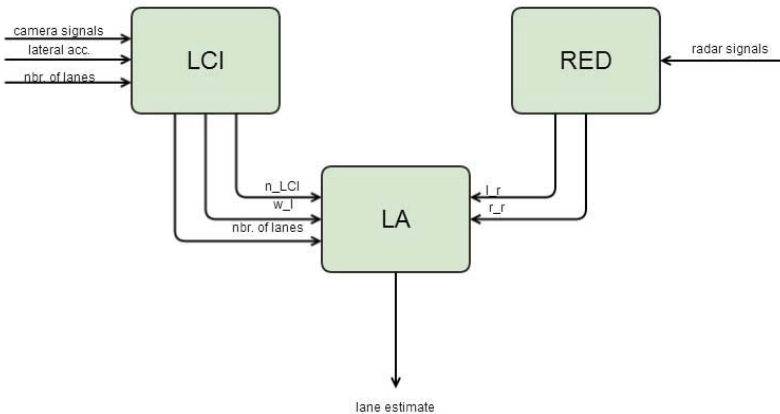 camera signals
lateral acc.
nbr. of lanes
LCI
RED
radar signals
n_LCI
w_l
nbr. of lanes
LA
l_r
r_r
lane estimate